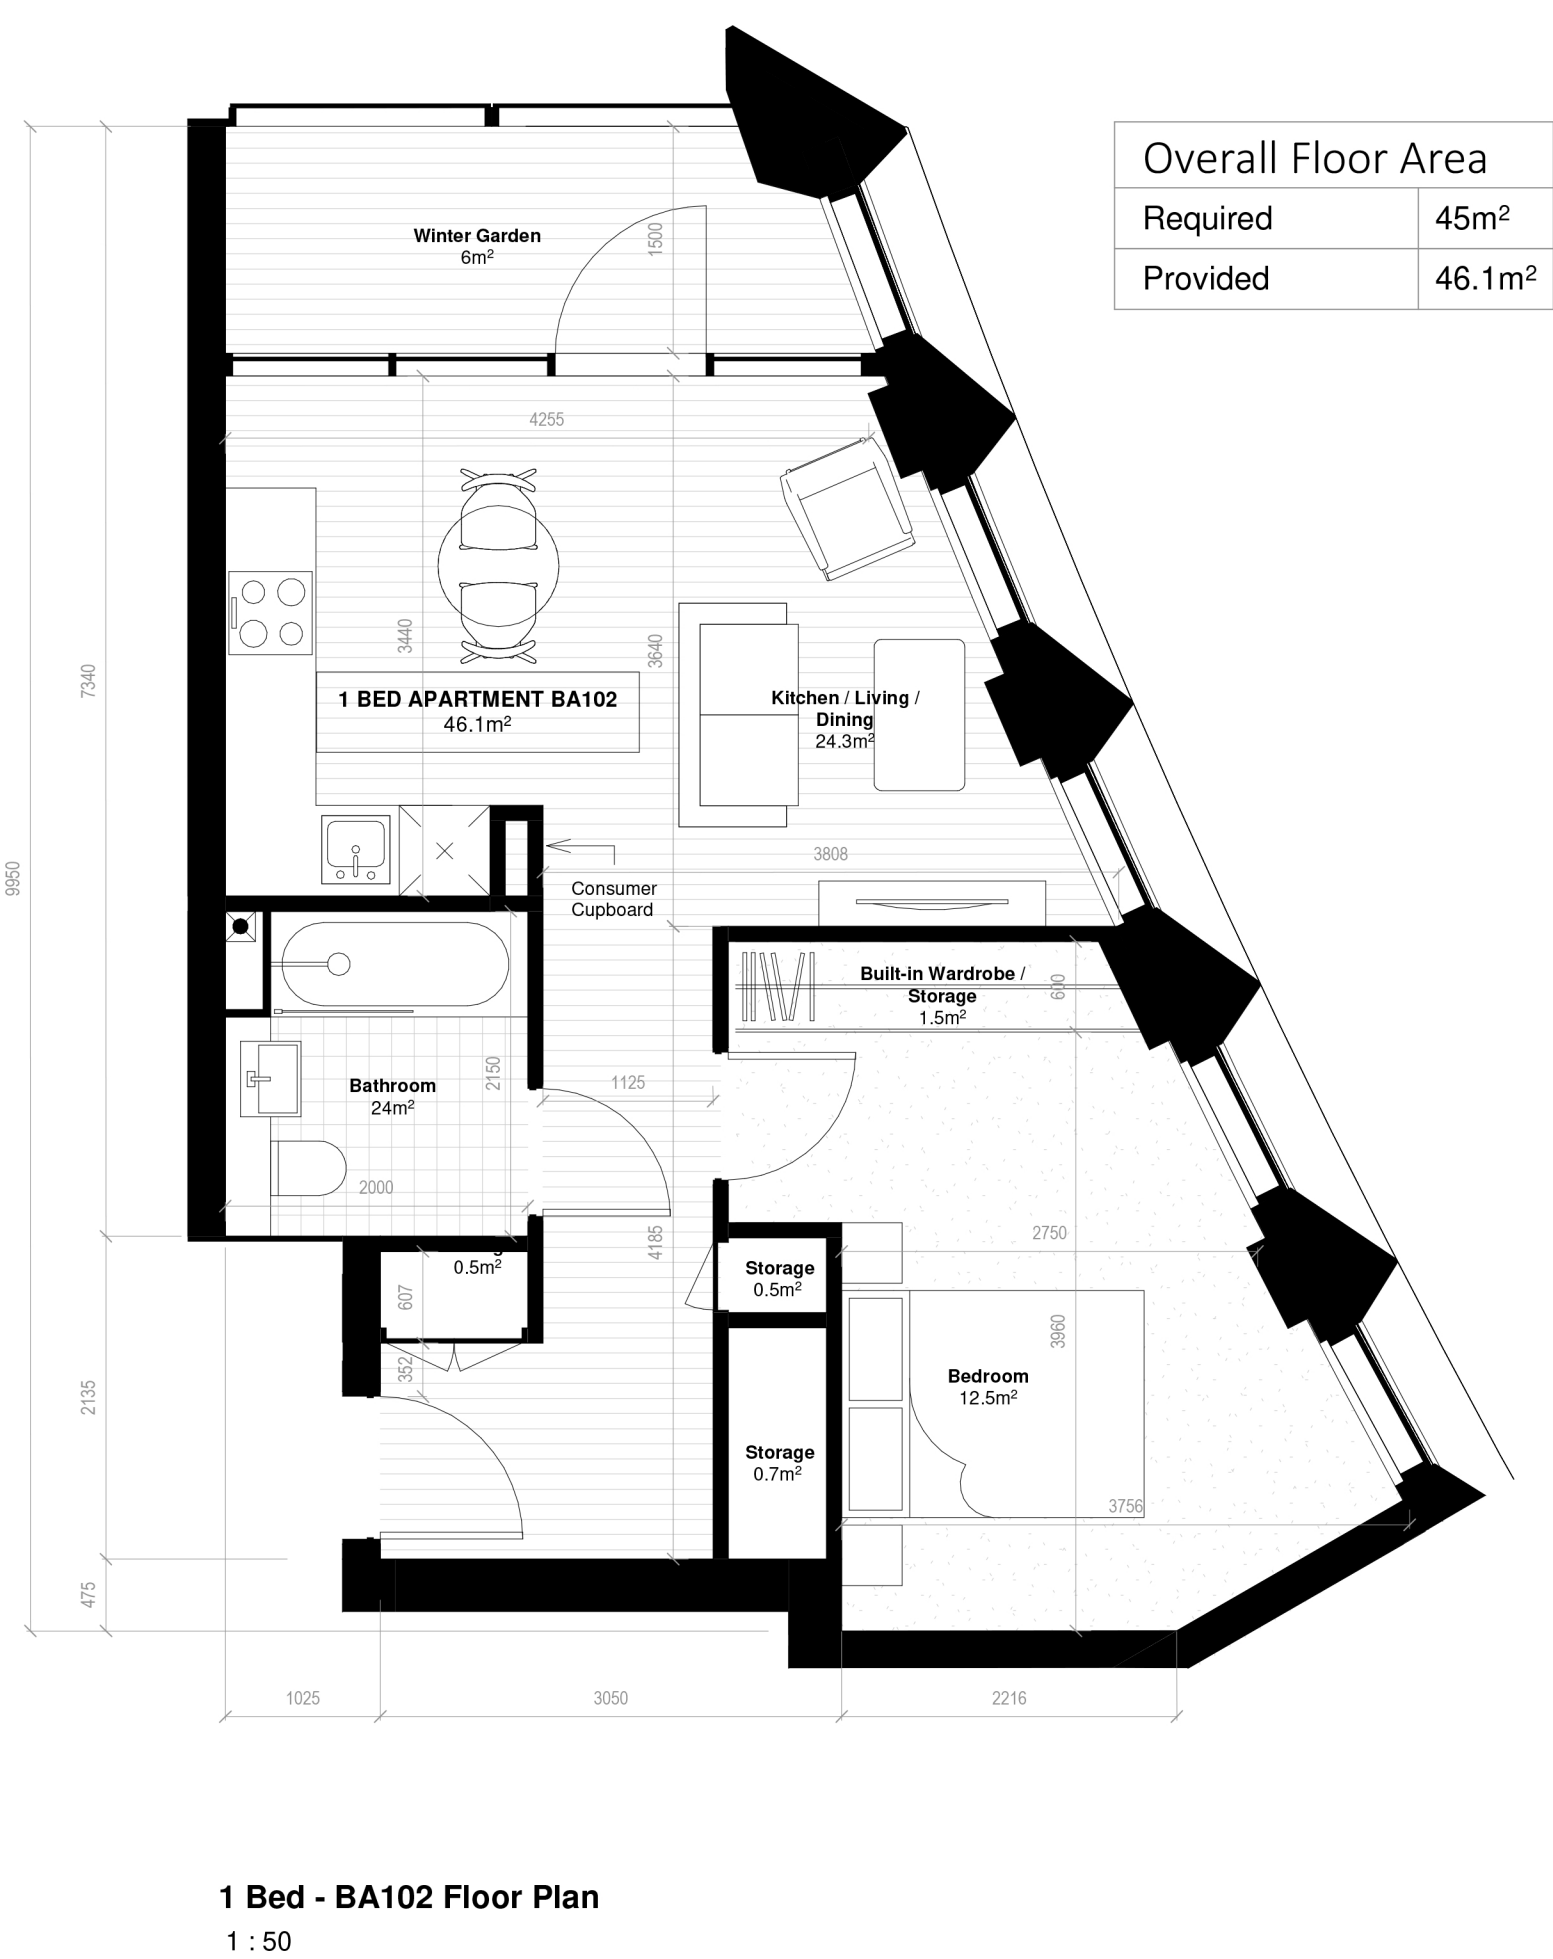 Overall Floor Area
Required 45m²
Provided 46.1m²
Winter Garden
6m²
1500
4255
7340
3440
3640
1 BED APARTMENT BA102
46.1m²
Kitchen / Living /
Dining
24.3m²
9950
3808
Consumer
Cupboard
Built-in Wardrobe /
Storage
1.5m²
600
Bathroom
24m²
2150
1125
2000
4185
2750
0.5m²
607
Storage
0.5m²
352
3960
Bedroom
12.5m²
2135
Storage
0.7m²
3756
475
1025
3050
2216
1 Bed - BA102 Floor Plan
1 : 50